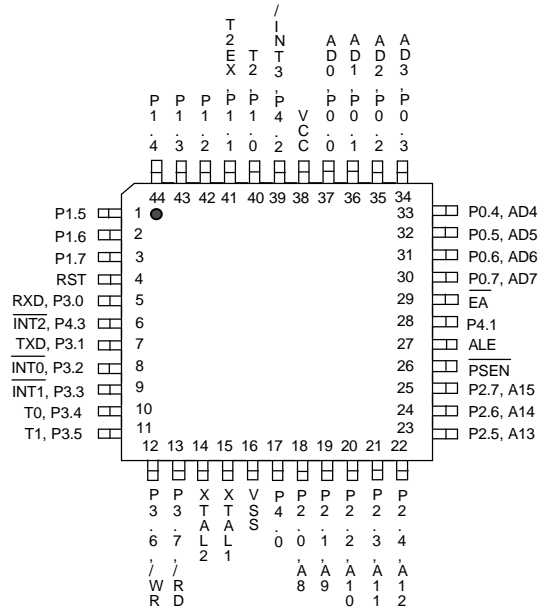 P1.4
P1.3
P1.2
T2EX,P1.1
T2,P1.0
/INT3,P4.2
VCC
AD0,P0.0
AD1,P0.1
AD2,P0.2
AD3,P0.3
44 43 42 41 40 39 38 37 36 35 34
P1.5 1
P1.6 2
P1.7 3
RST 4
RXD, P3.0 5
INT2, P4.3 6
TXD, P3.1 7
INT0, P3.2 8
INT1, P3.3 9
T0, P3.4 10
T1, P3.5 11
33 P0.4, AD4
32 P0.5, AD5
31 P0.6, AD6
30 P0.7, AD7
29 EA
28 P4.1
27 ALE
26 PSEN
25 P2.7, A15
24 P2.6, A14
23 P2.5, A13
12 13 14 15 16 17 18 19 20 21 22
P3.6,/WR
P3.7,/RD
XTAL2
XTAL1
VSS
P4.0
P2.0,A8
P2.1,A9
P2.2,A10
P2.3,A11
P2.4,A12